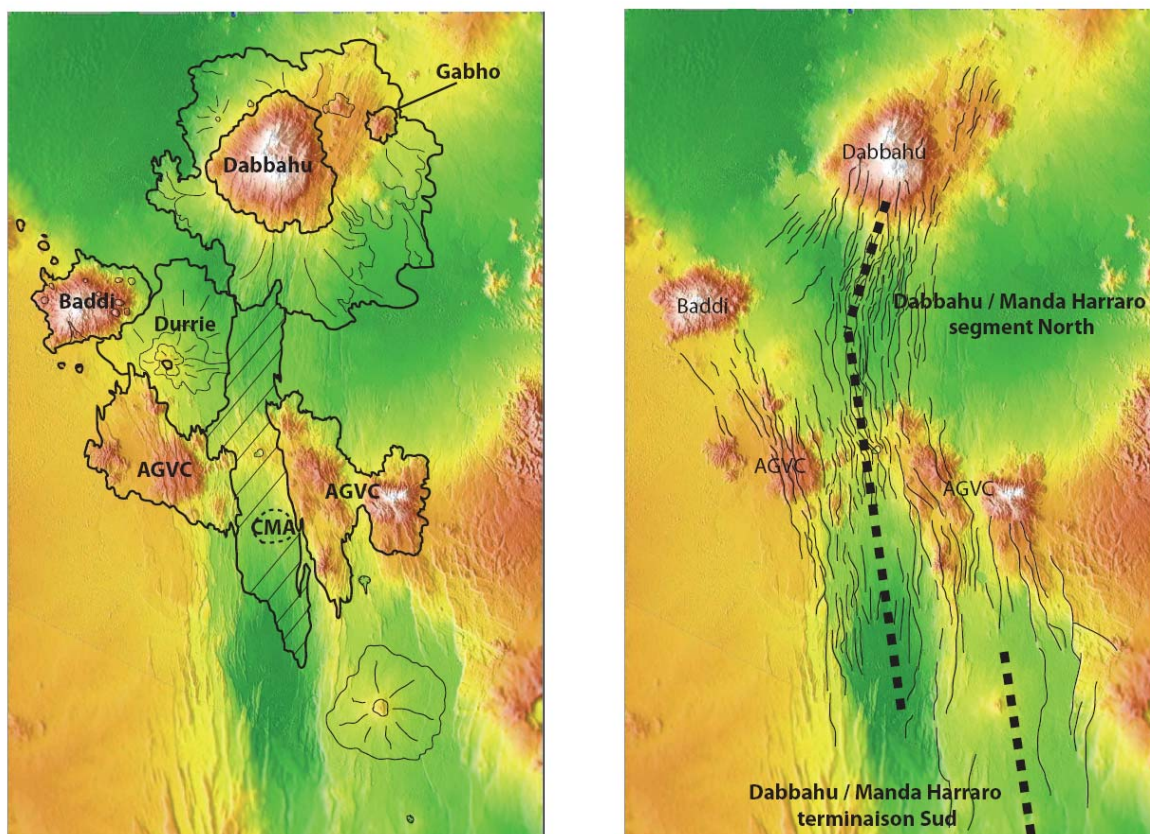 Gabho
Dabbahu
Baddi
Durrie
AGVC
AGVC
CMA
Dabbahu
Baddi
Dabbahu / Manda Harraro
segment North
AGVC
AGVC
Dabbahu / Manda Harraro
terminaison Sud